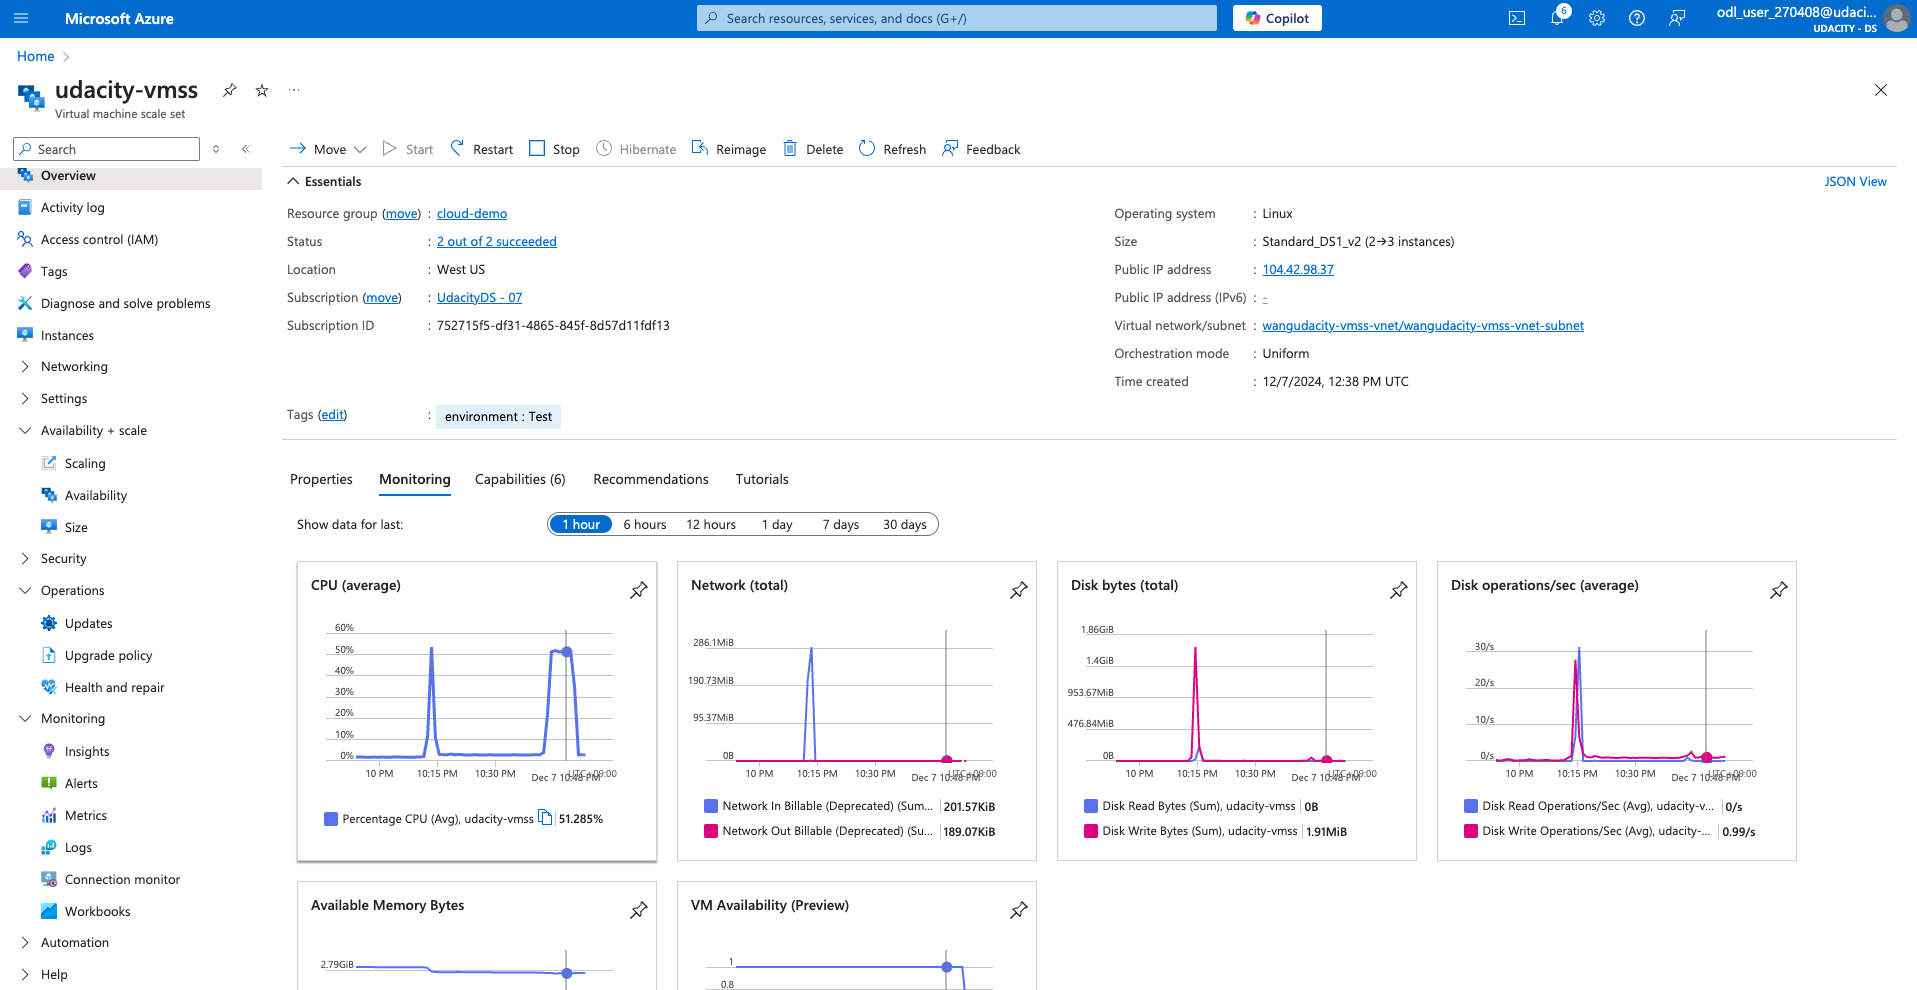 Microsoft Azure
Search resources, services, and docs (G+/)
Copilot
6
odl_user_270408@udaci...
UDACITY - DS
Home
udacity-vmss
Virtual machine scale set
Search
Overview
Activity log
Access control (IAM)
Tags
Diagnose and solve problems
Instances
Networking
Settings
Availability + scale
Scaling
Availability
Size
Security
Operations
Updates
Upgrade policy
Health and repair
Monitoring
Insights
Alerts
Metrics
Logs
Connection monitor
Workbooks
Automation
Help
Move
Start
Restart
Stop
Hibernate
Reimage
Delete
Refresh
Feedback
Essentials
JSON View
Resource group (move) : cloud-demo
Status : 2 out of 2 succeeded
Location : West US
Subscription (move) : UdacityDS - 07
Subscription ID : 752715f5-df31-4865-845f-8d57d11fdf13
Operating system : Linux
Size : Standard_DS1_v2 (2→3 instances)
Public IP address : 104.42.98.37
Public IP address (IPv6) : -
Virtual network/subnet : wangudacity-vmss-vnet/wangudacity-vmss-vnet-subnet
Orchestration mode : Uniform
Time created : 12/7/2024, 12:38 PM UTC
Tags (edit) : environment : Test
Properties
Monitoring
Capabilities (6)
Recommendations
Tutorials
Show data for last:
1 hour
6 hours
12 hours
1 day
7 days
30 days
CPU (average)
60%
50%
40%
30%
20%
10%
0%
10 PM 10:15 PM 10:30 PM Dec 7 10:48 PM UTC+09:00
Percentage CPU (Avg), udacity-vmss 51.285%
Network (total)
286.1MiB
190.73MiB
95.37MiB
0B
10 PM 10:15 PM 10:30 PM Dec 7 10:48 PM UTC+09:00
Network In Billable (Deprecated) (Sum... 201.57KiB
Network Out Billable (Deprecated) (Su... 189.07KiB
Disk bytes (total)
1.86GiB
1.4GiB
953.67MiB
476.84MiB
0B
10 PM 10:15 PM 10:30 PM Dec 7 10:48 PM UTC+09:00
Disk Read Bytes (Sum), udacity-vmss 0B
Disk Write Bytes (Sum), udacity-vmss 1.91MiB
Disk operations/sec (average)
30/s
20/s
10/s
0/s
10 PM 10:15 PM 10:30 PM Dec 7 10:48 PM UTC+09:00
Disk Read Operations/Sec (Avg), udacity-v... 0/s
Disk Write Operations/Sec (Avg), udacity-... 0.99/s
Available Memory Bytes
2.79GiB
VM Availability (Preview)
1
0.8